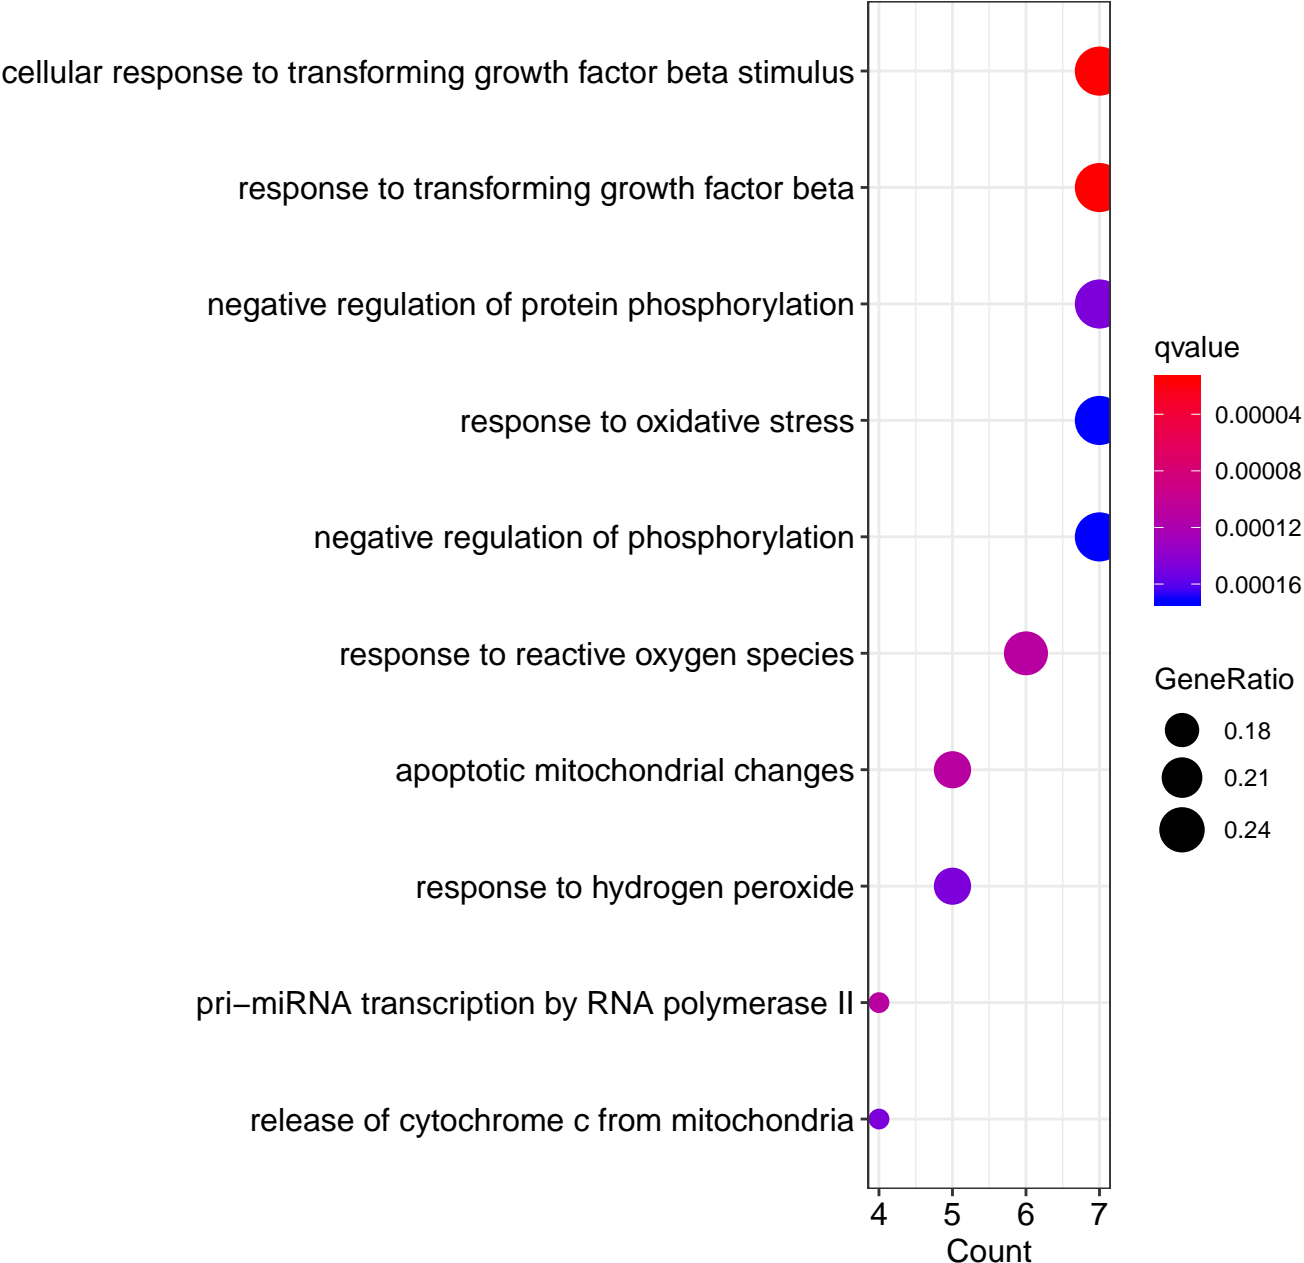 cellular response to transforming growth factor beta stimulus
response to transforming growth factor beta
negative regulation of protein phosphorylation
response to oxidative stress
negative regulation of phosphorylation
response to reactive oxygen species
apoptotic mitochondrial changes
response to hydrogen peroxide
pri−miRNA transcription by RNA polymerase II
release of cytochrome c from mitochondria
4 5 6 7
Count
qvalue
0.00004
0.00008
0.00012
0.00016
GeneRatio
0.18
0.21
0.24